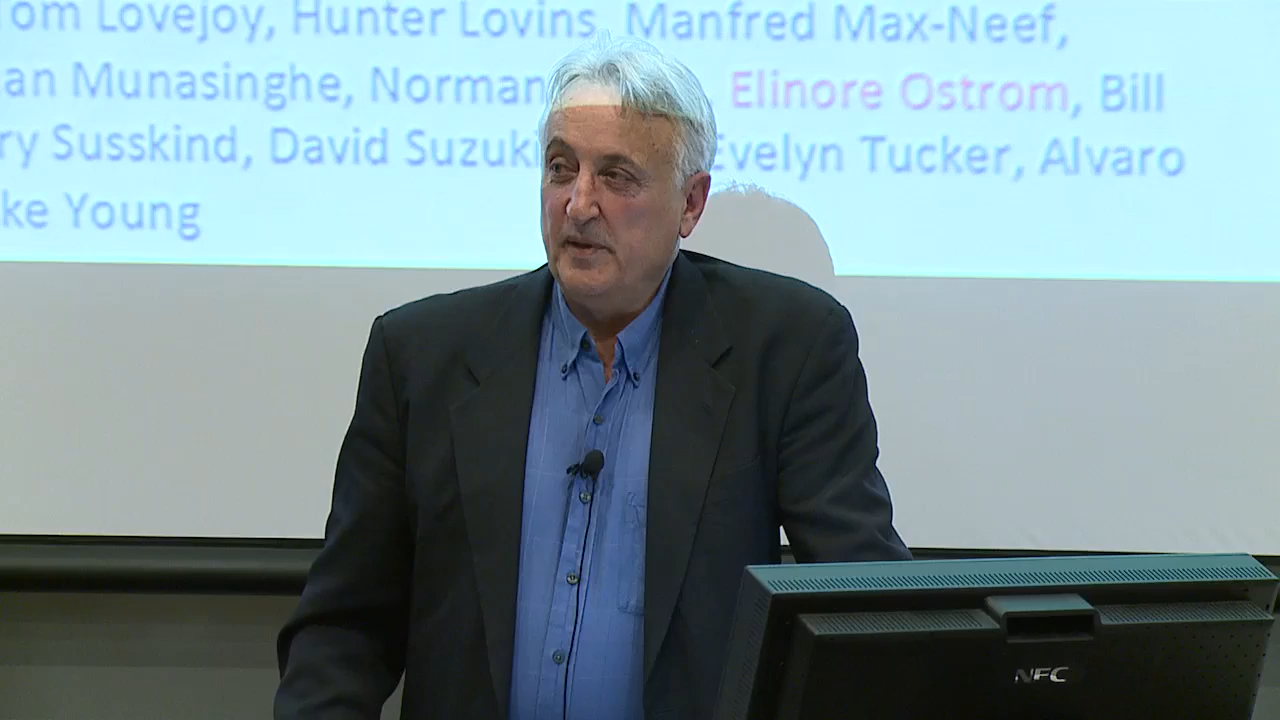 om Lovejoy, Hunter Lovins, Manfred Max-Neef,
an Munasinghe, Norman Elinore Ostrom, Bill
ry Susskind, David Suzuki Evelyn Tucker, Alvaro
ke Young
NFC